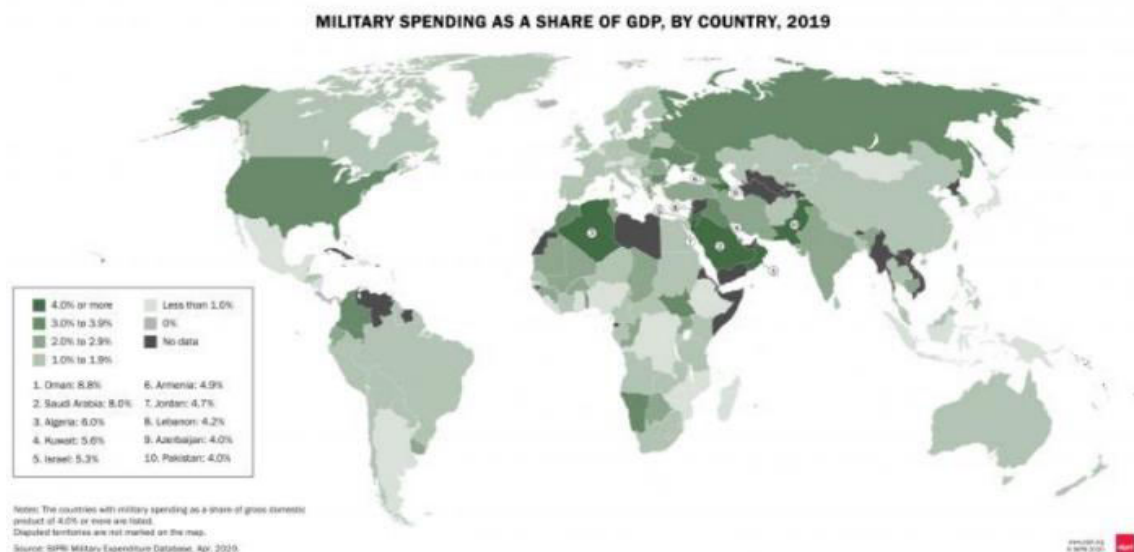 MILITARY SPENDING AS A SHARE OF GDP, BY COUNTRY, 2019
4.0% or more
3.0% to 3.9%
2.0% to 2.9%
1.0% to 1.9%
Less than 1.0%
0%
No data
1. Oman: 8.8%
2. Saudi Arabia: 8.0%
3. Algeria: 6.0%
4. Kuwait: 5.6%
5. Israel: 5.3%
6. Armenia: 4.9%
7. Jordan: 4.7%
8. Lebanon: 4.2%
9. Azerbaijan: 4.0%
10. Pakistan: 4.0%
Notes: The countries with military spending as a share of gross domestic
product of 4.0% or more are listed.
Disputed territories are not marked on the map.
Source: SIPRI Military Expenditure Database, Apr. 2020.
www.sipri.org
© SIPRI 2020